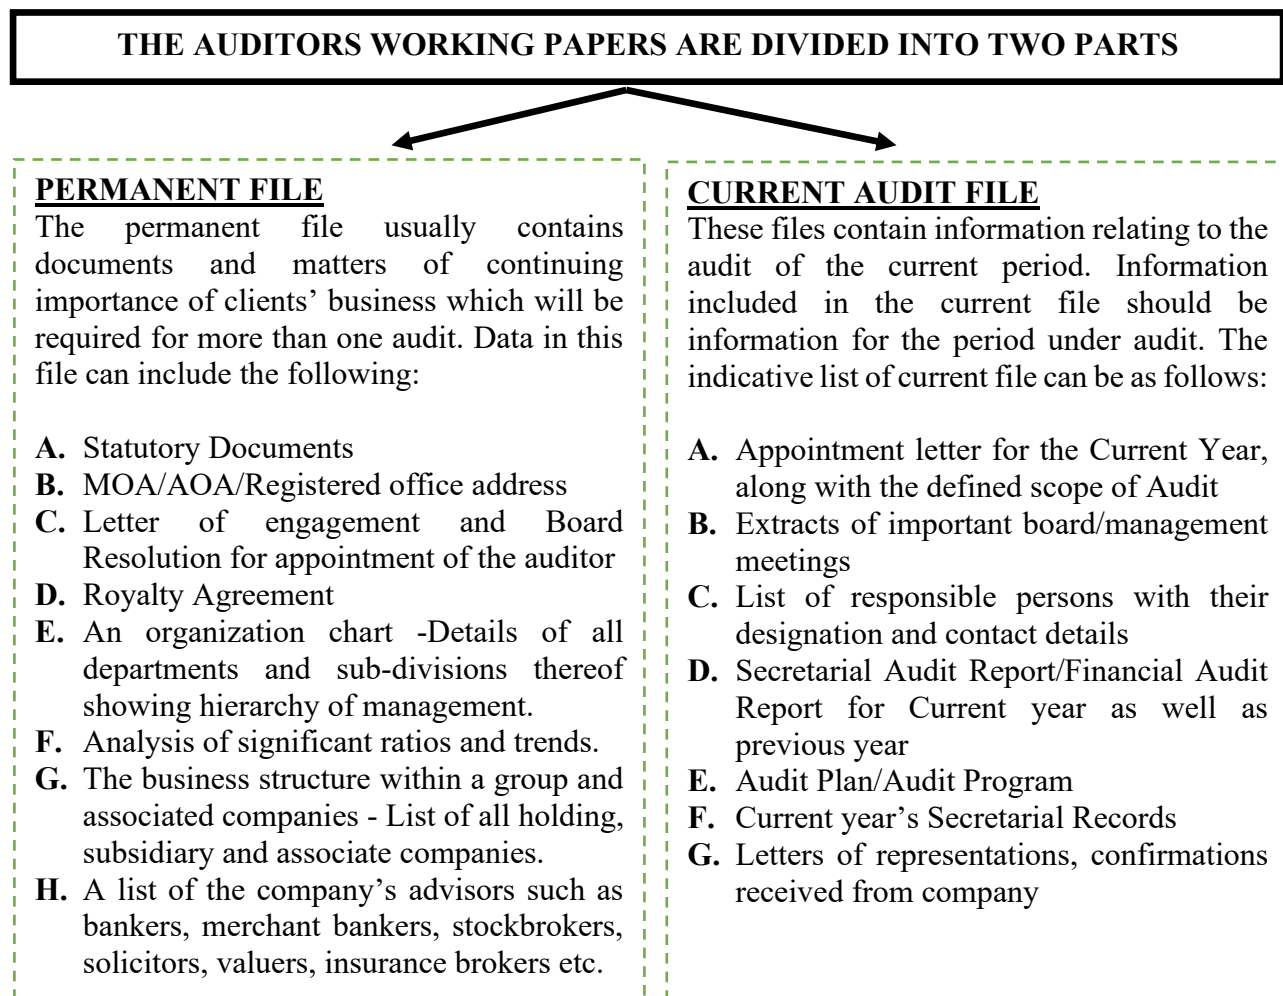 THE AUDITORS WORKING PAPERS ARE DIVIDED INTO TWO PARTS
PERMANENT FILE
The permanent file usually contains
documents and matters of continuing
importance of clients’ business which will be
required for more than one audit. Data in this
file can include the following:
A. Statutory Documents
B. MOA/AOA/Registered office address
C. Letter of engagement and Board
Resolution for appointment of the auditor
D. Royalty Agreement
E. An organization chart -Details of all
departments and sub-divisions thereof
showing hierarchy of management.
F. Analysis of significant ratios and trends.
G. The business structure within a group and
associated companies - List of all holding,
subsidiary and associate companies.
H. A list of the company’s advisors such as
bankers, merchant bankers, stockbrokers,
solicitors, valuers, insurance brokers etc.
CURRENT AUDIT FILE
These files contain information relating to the
audit of the current period. Information
included in the current file should be
information for the period under audit. The
indicative list of current file can be as follows:
A. Appointment letter for the Current Year,
along with the defined scope of Audit
B. Extracts of important board/management
meetings
C. List of responsible persons with their
designation and contact details
D. Secretarial Audit Report/Financial Audit
Report for Current year as well as
previous year
E. Audit Plan/Audit Program
F. Current year’s Secretarial Records
G. Letters of representations, confirmations
received from company